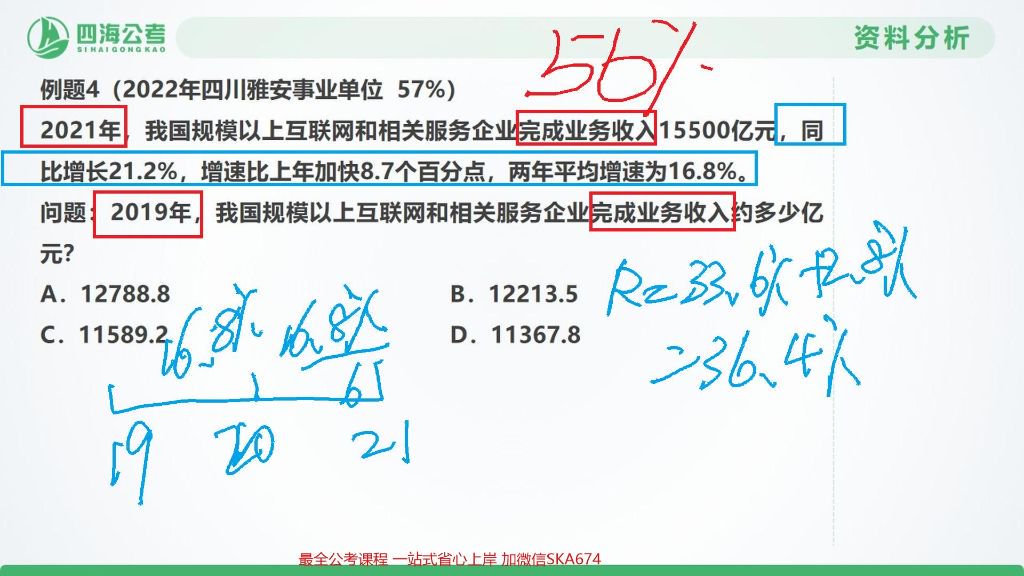 四海公考
SIHAIGONGKAO
资料分析
56%
例题4（2022年四川雅安事业单位 57%）
2021年，我国规模以上互联网和相关服务企业完成业务收入15500亿元，同
比增长21.2%，增速比上年加快8.7个百分点，两年平均增速为16.8%。
问题：2019年，我国规模以上互联网和相关服务企业完成业务收入约多少亿
元？
A．12788.8
B．12213.5
C．11589.2
D．11367.8
R=33.6%+2.8%
=36.4%
16.8% 16.8%
19 20 21
最全公考课程 一站式省心上岸 加微信SKA674